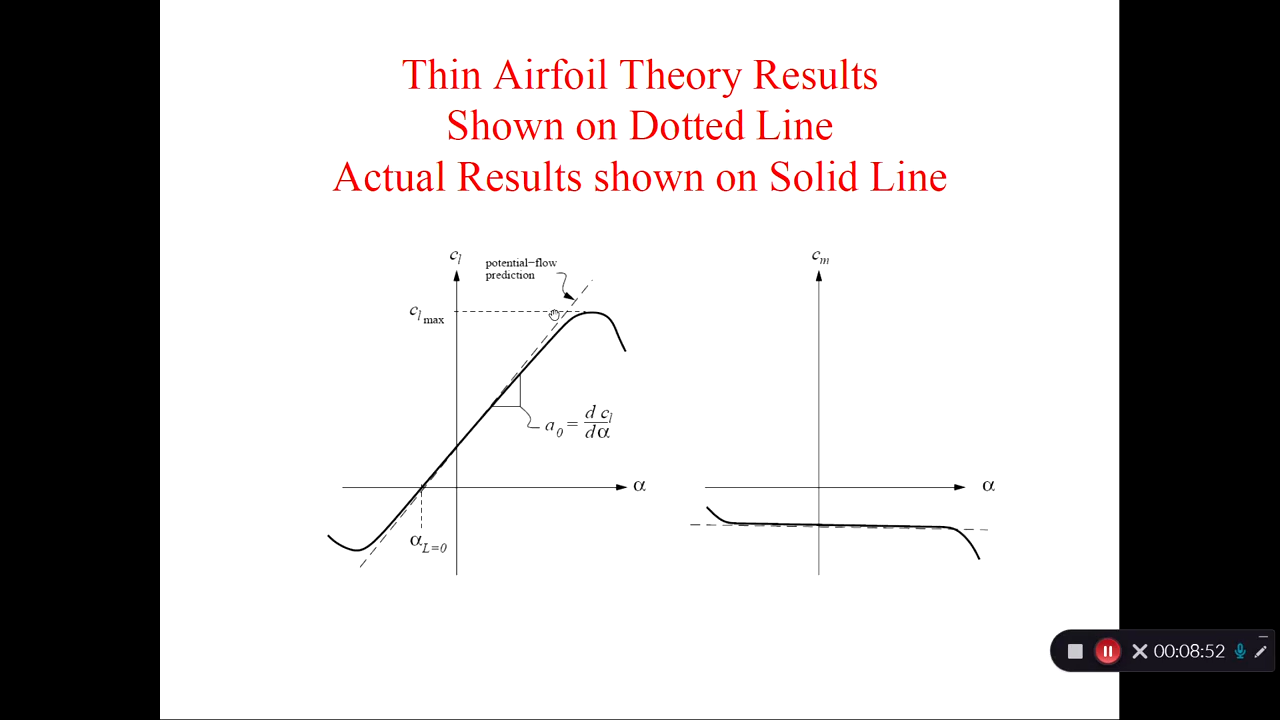 Thin Airfoil Theory Results
Shown on Dotted Line
Actual Results shown on Solid Line
c_l
potential−flow
prediction
c_l max
a_0 = d c_l / dα
α
α_L=0
c_m
α
00:08:52